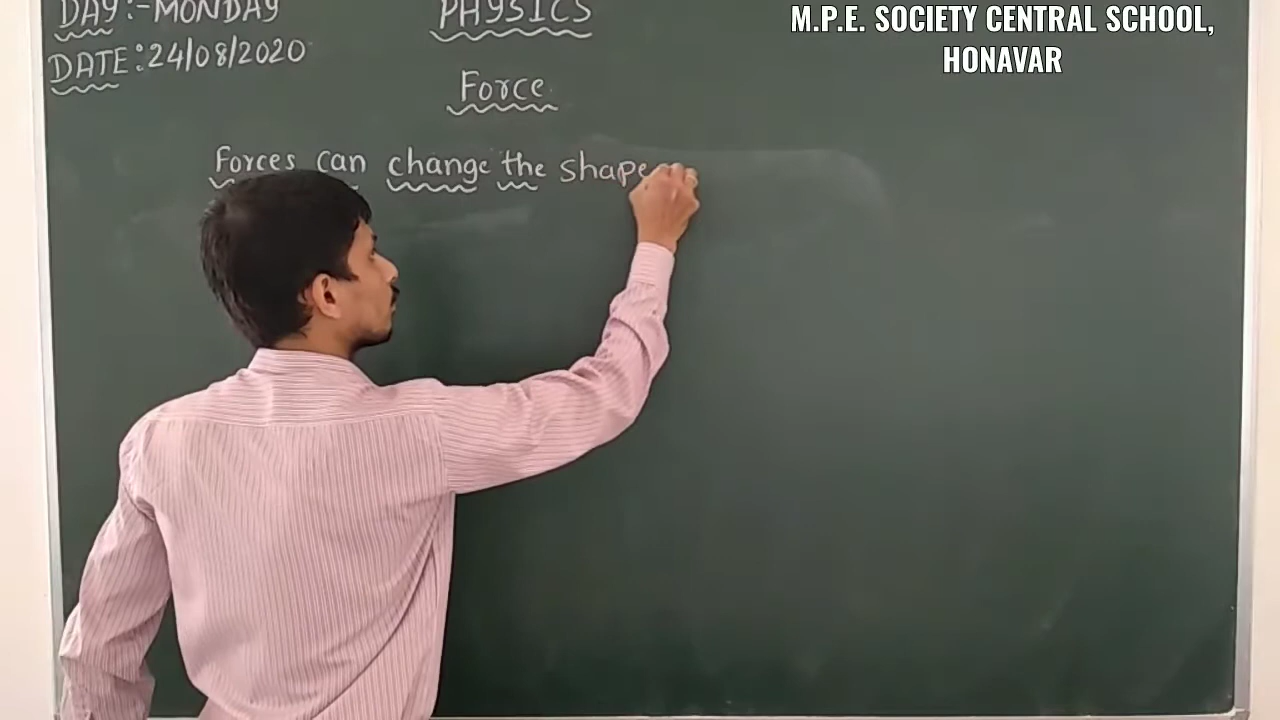 DAY:-MONDAY
DATE:24/08/2020
PHYSICS
Force
Forces can change the shape
M.P.E. SOCIETY CENTRAL SCHOOL,
HONAVAR